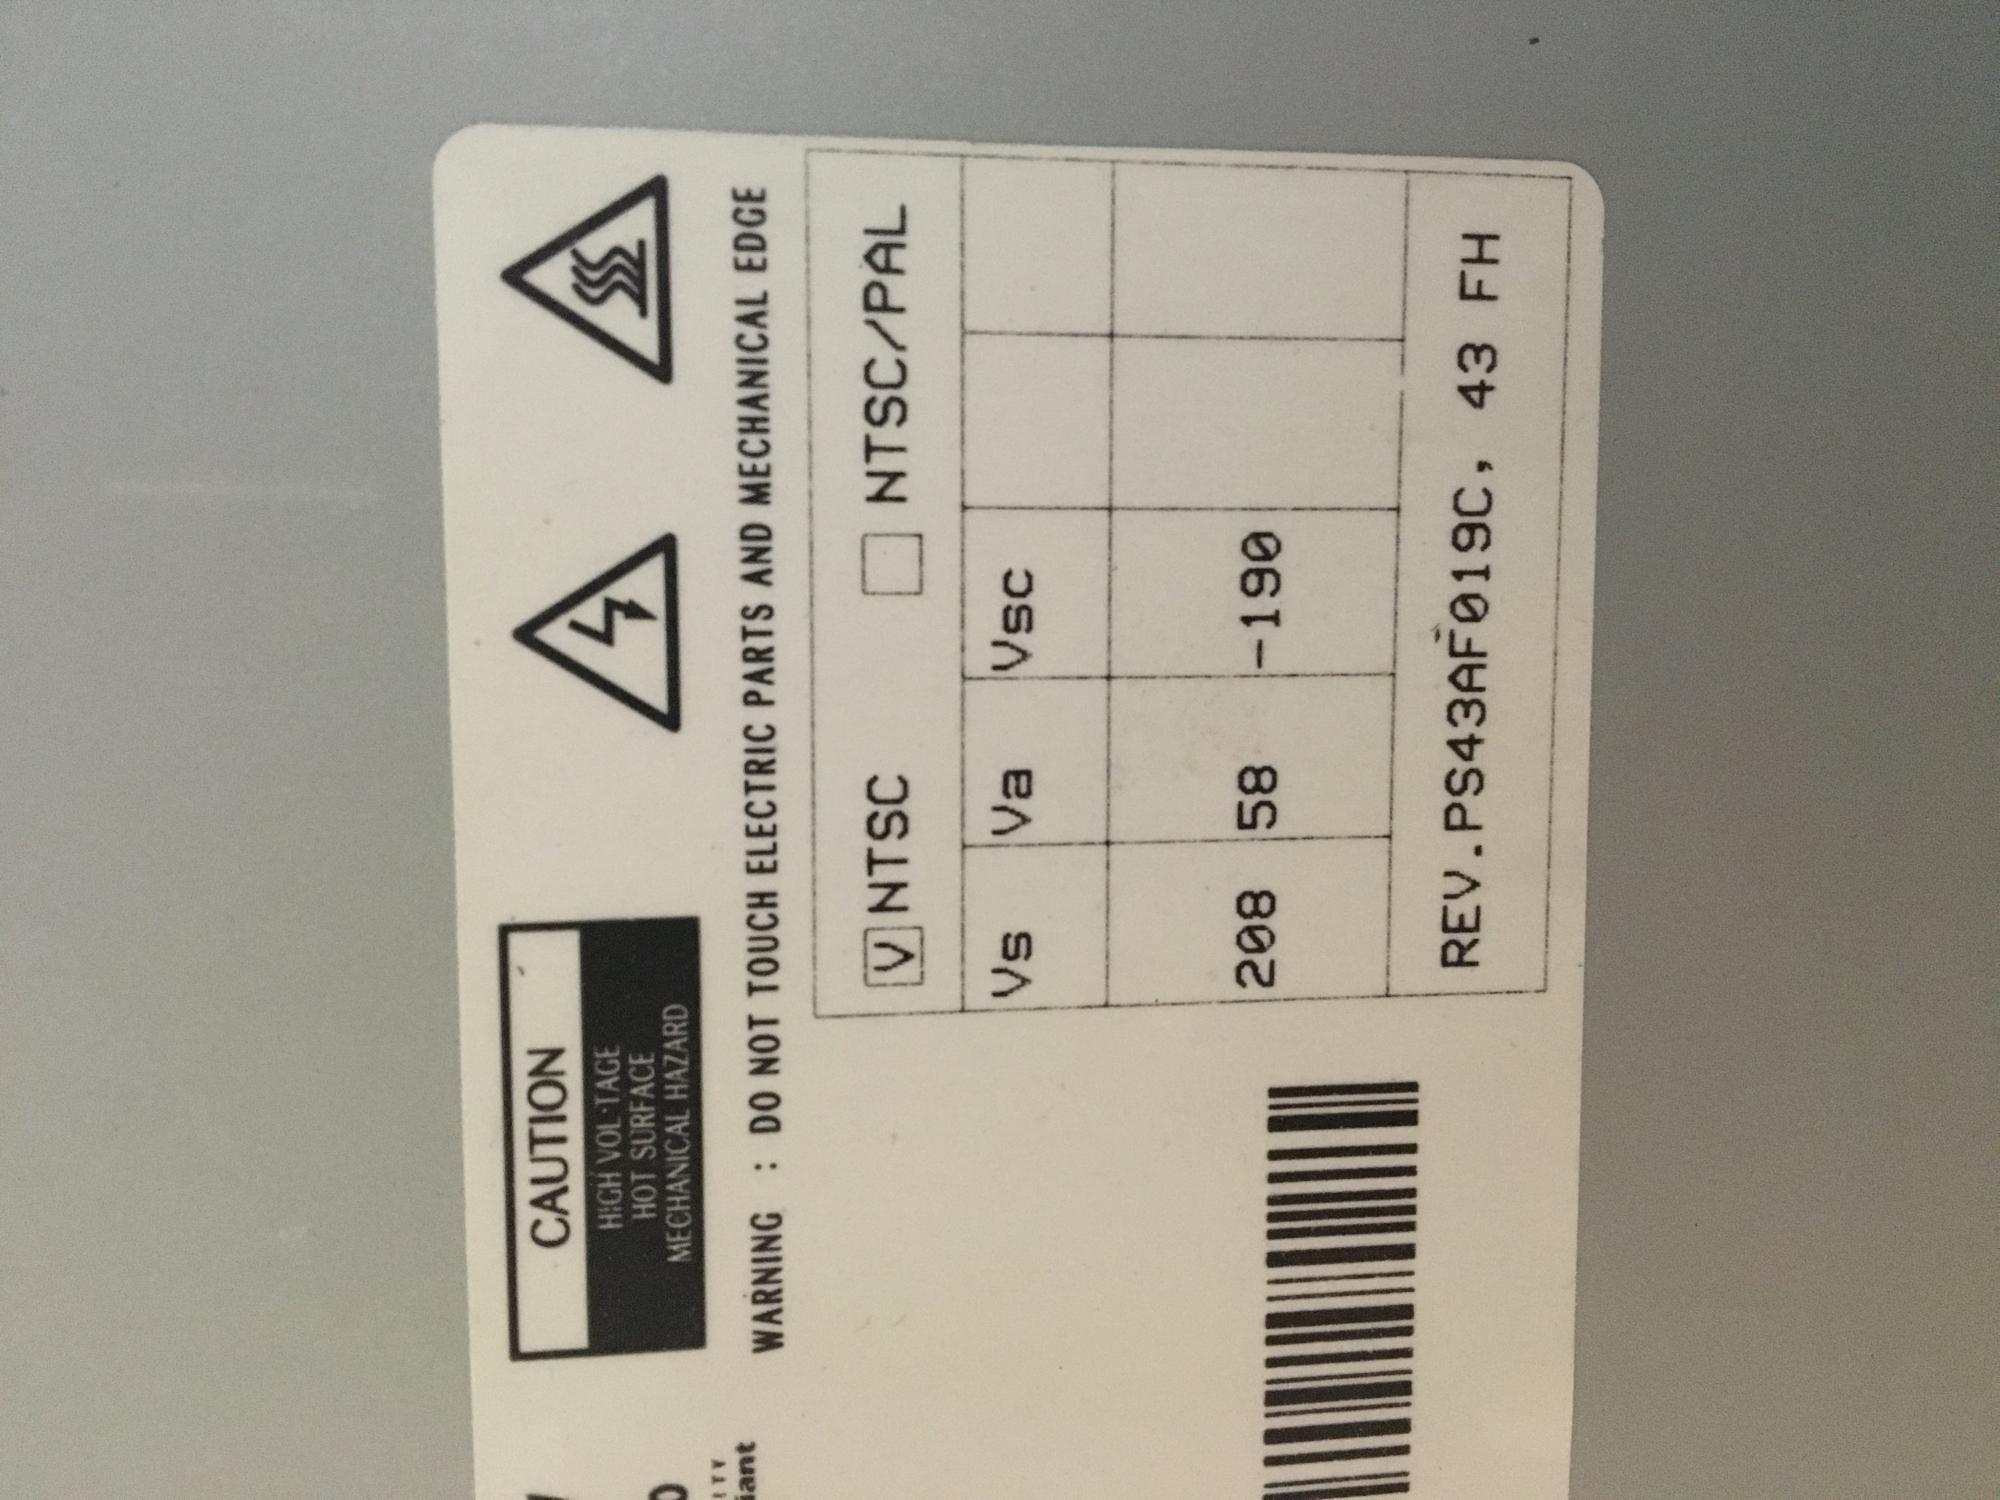 CAUTION
HIGH VOLTAGE
HOT SURFACE
MECHANICAL HAZARD
WARNING : DO NOT TOUCH ELECTRIC PARTS AND MECHANICAL EDGE
V NTSC NTSC/PAL
Vs Va Vsc
208 58 -190
REV.PS43AF019C, 43 FH